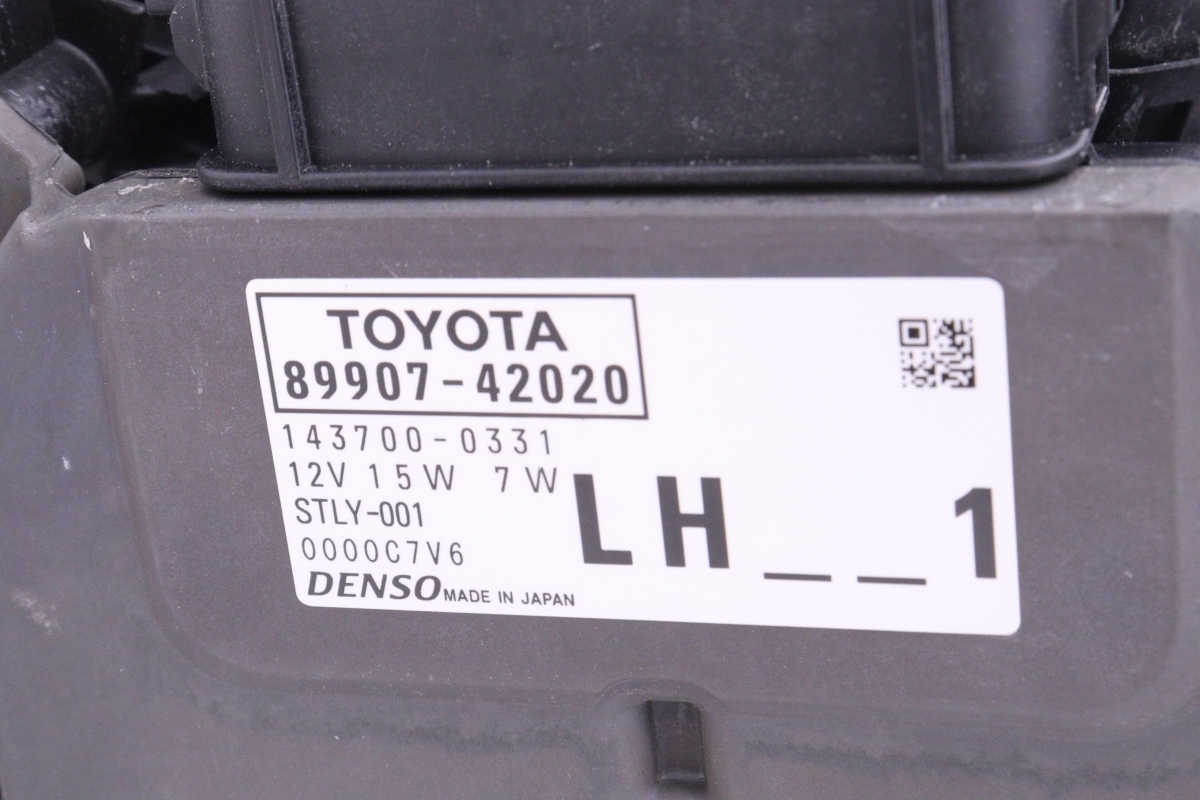 TOYOTA
89907-42020
143700-0331
12V 15W 7W
STLY-001
0000C7V6
LH__1
DENSO MADE IN JAPAN